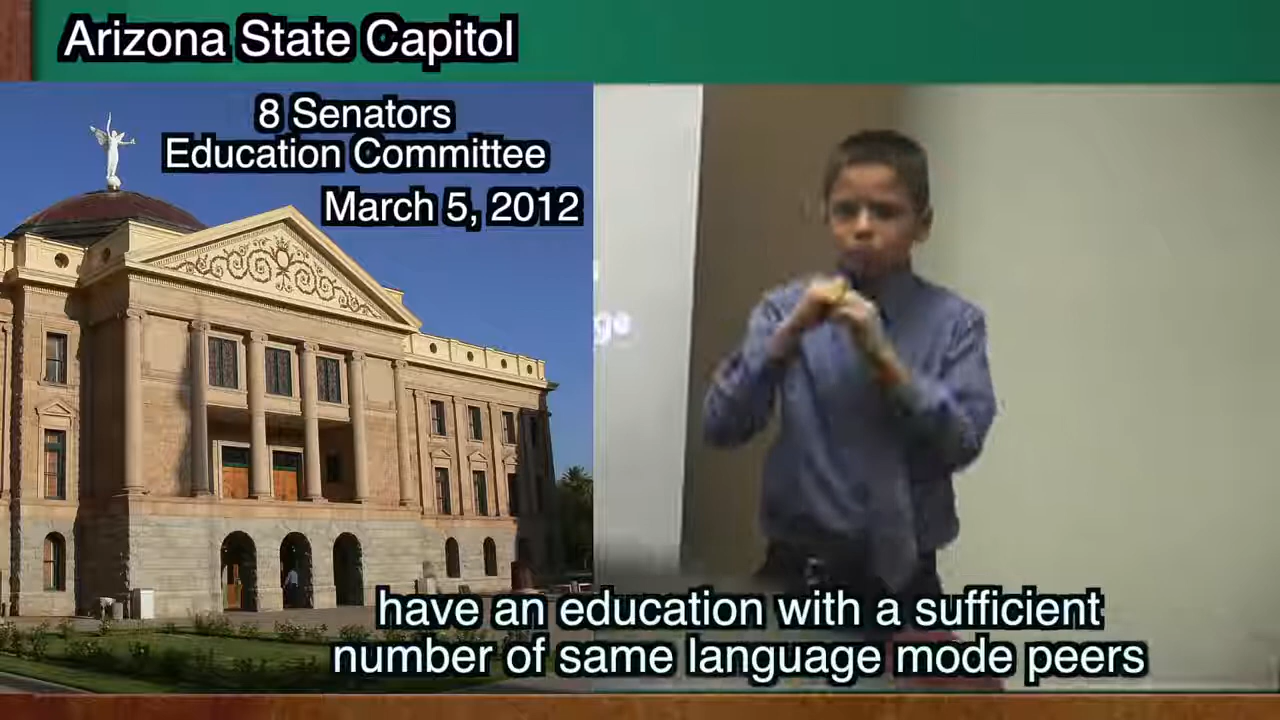 Arizona State Capitol
8 Senators
Education Committee
March 5, 2012
ge
have an education with a sufficient
number of same language mode peers